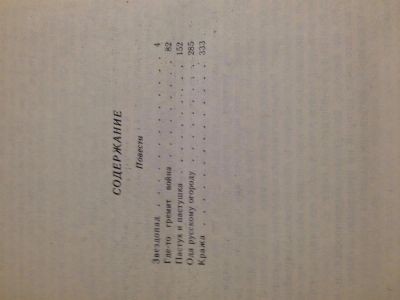 СОДЕРЖАНИЕ
Повести
Звездопад . . . . . . . . . . . . 4
Где-то гремит война . . . . . . . . 82
Пастух и пастушка . . . . . . . . 152
Ода русскому огороду . . . . . . . 285
Кража . . . . . . . . . . . . . 333